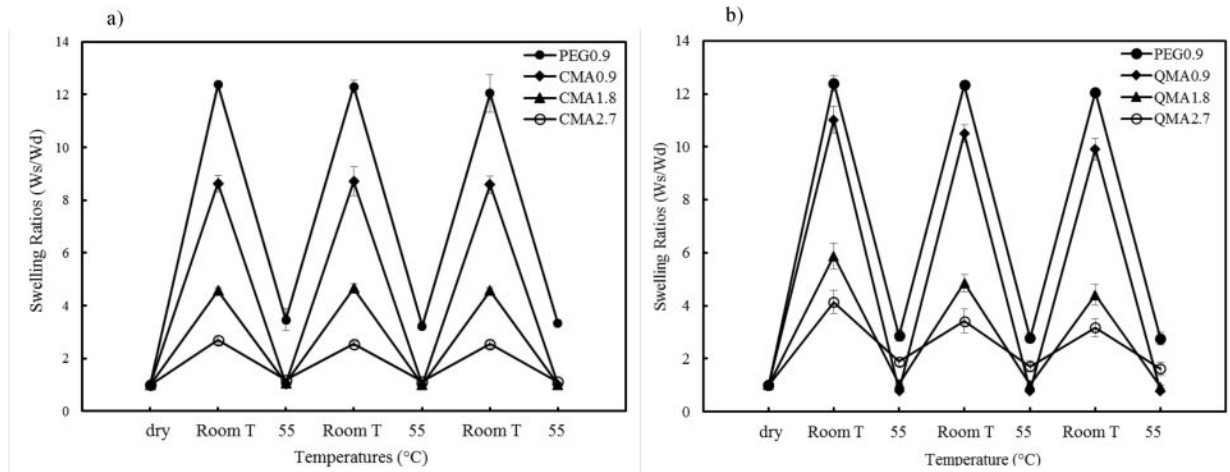 a)
14
12
10
8
6
4
2
0
Swelling Ratios (Ws/Wd)
PEG0.9
CMA0.9
CMA1.8
CMA2.7
dry Room T 55 Room T 55 Room T 55
Temperatures (°C)
b)
14
12
10
8
6
4
2
0
Swelling Ratios (Ws/Wd)
PEG0.9
QMA0.9
QMA1.8
QMA2.7
dry Room T 55 Room T 55 Room T 55
Temperature (°C)